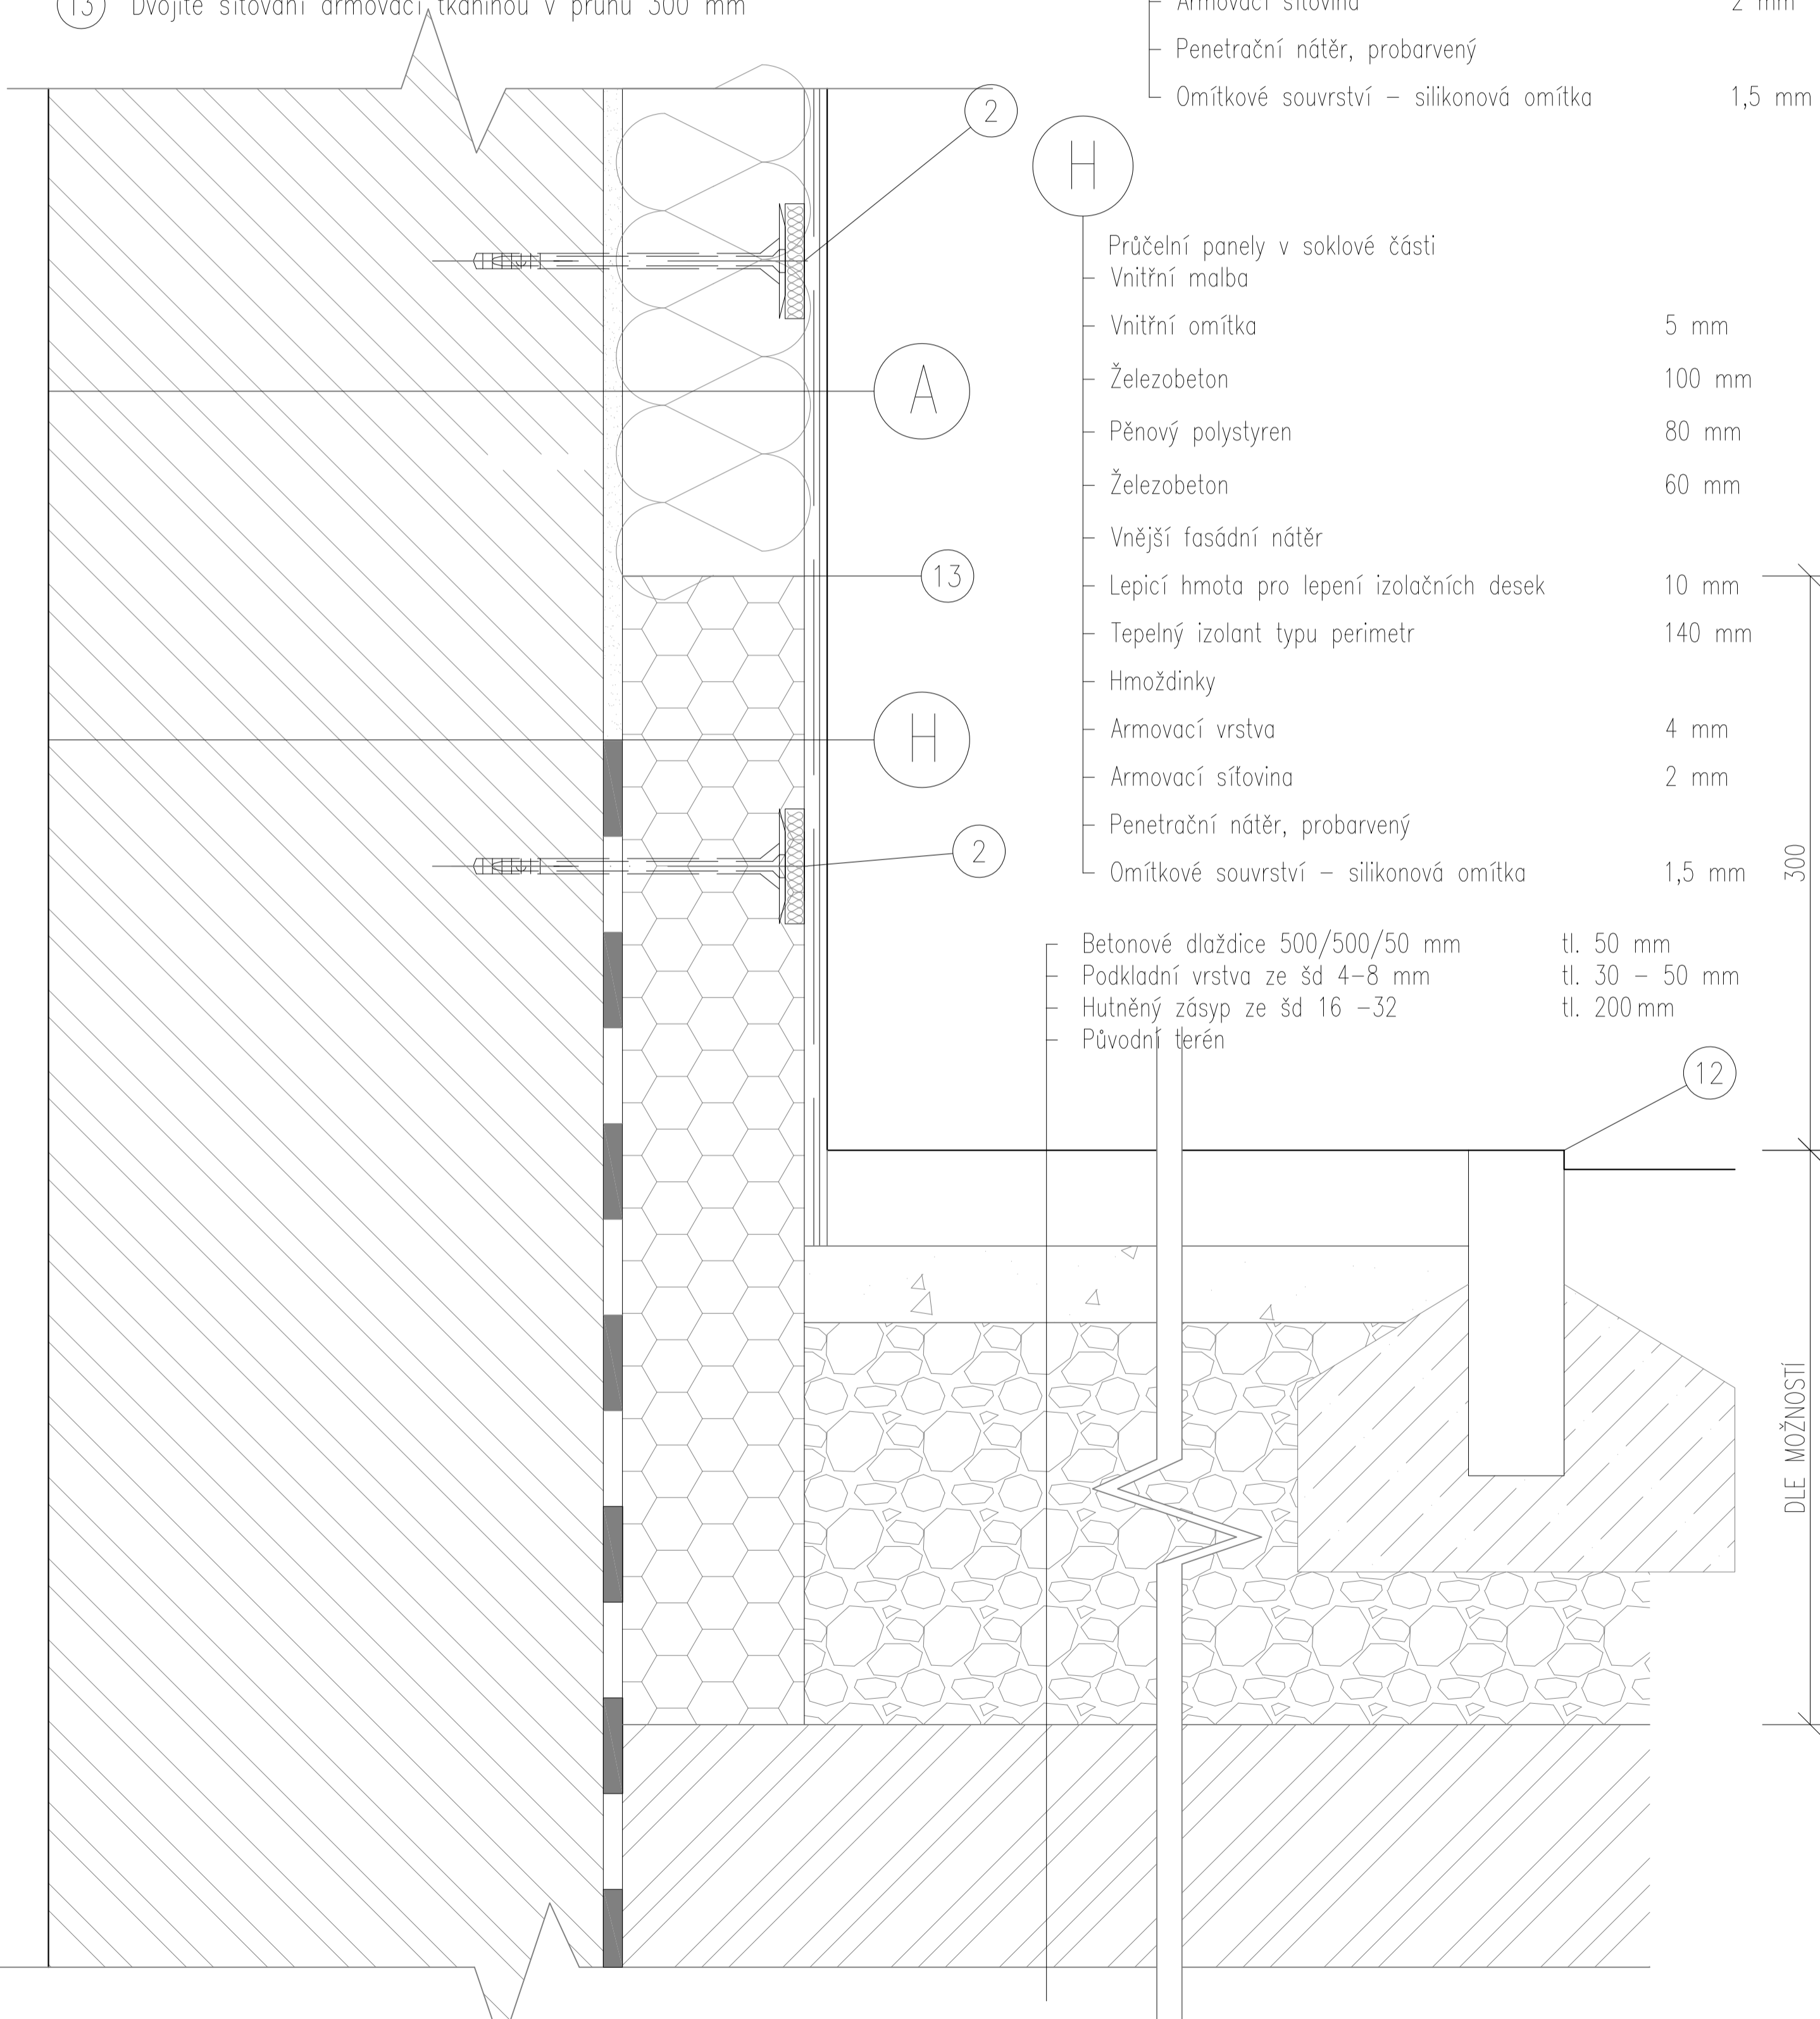 13 Dvojité síťování armovací tkaninou v pruhu 300 mm
Armovací síťovina 2 mm
Penetrační nátěr, probarvený
Omítkové souvrství – silikonová omítka 1,5 mm
2
H
Průčelní panely v soklové části
Vnitřní malba
Vnitřní omítka 5 mm
Železobeton 100 mm
A
Pěnový polystyren 80 mm
Železobeton 60 mm
Vnější fasádní nátěr
13
Lepicí hmota pro lepení izolačních desek 10 mm
Tepelný izolant typu perimetr 140 mm
Hmoždinky
H
Armovací vrstva 4 mm
Armovací síťovina 2 mm
Penetrační nátěr, probarvený
2
Omítkové souvrství – silikonová omítka 1,5 mm
300
Betonové dlaždice 500/500/50 mm tl. 50 mm
Podkladní vrstva ze šd 4-8 mm tl. 30 – 50 mm
Hutněný zásyp ze šd 16 -32 tl. 200 mm
Původní terén
12
DLE MOŽNOSTÍ